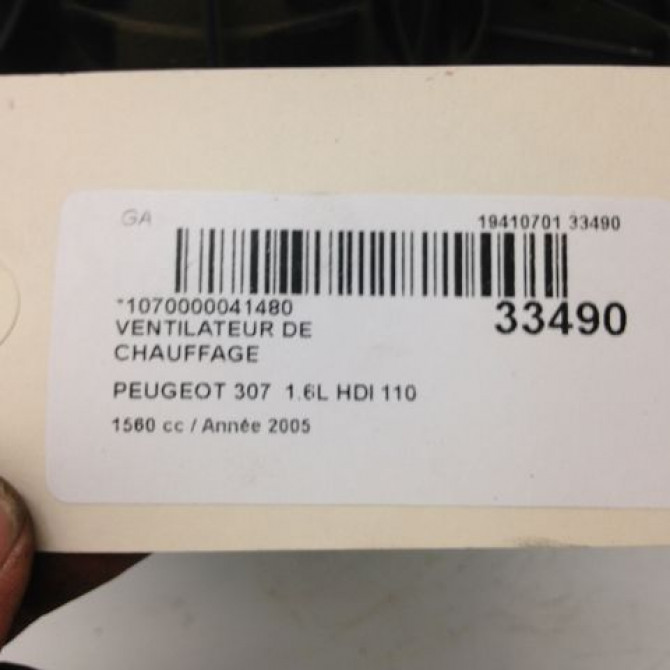 GA
19410701 33490
*1070000041480
33490
VENTILATEUR DE
CHAUFFAGE
PEUGEOT 307 1.6L HDI 110
1560 cc / Année 2005